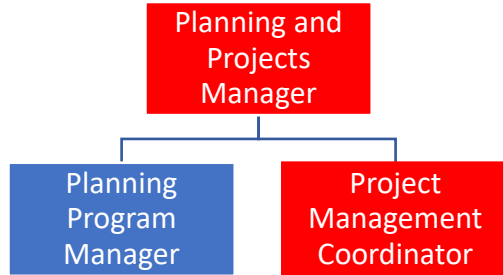 Planning and
Projects
Manager
Planning
Program
Manager
Project
Management
Coordinator